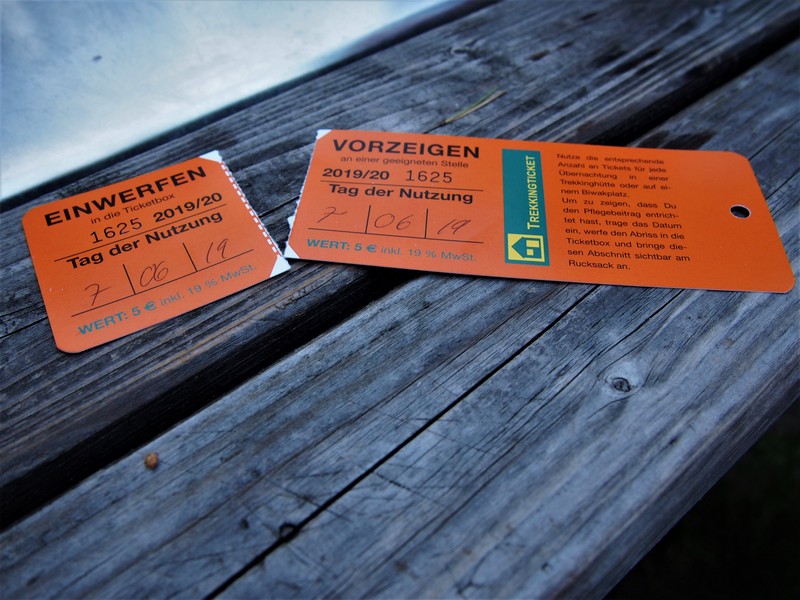 EINWERFEN
in die Ticketbox
1625 2019/20
Tag der Nutzung
7 | 06 | 19
WERT: 5 € inkl. 19 % MwSt.
VORZEIGEN
an einer geeigneten Stelle
2019/20 1625
Tag der Nutzung
7 | 06 | 19
WERT: 5 € inkl. 19 % MwSt.
TREKKINGTICKET
Nutze die entsprechende
Anzahl an Tickets für jede
Übernachtung in einer
Trekkinghütte oder auf ei-
nem Biwakplatz.
Um zu zeigen, dass Du
den Pflegebeitrag entrich-
tet hast, trage das Datum
ein, werfe den Abriss in die
Ticketbox und bringe die-
sen Abschnitt sichtbar am
Rucksack an.